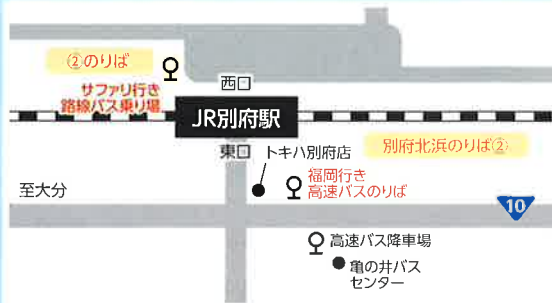 ②のりば
サファリ行き
路線バス乗り場
西口
JR別府駅
東口
トキハ別府店
別府北浜のりば②
福岡行き
高速バスのりば
至大分
10
高速バス降車場
亀の井バス
センター